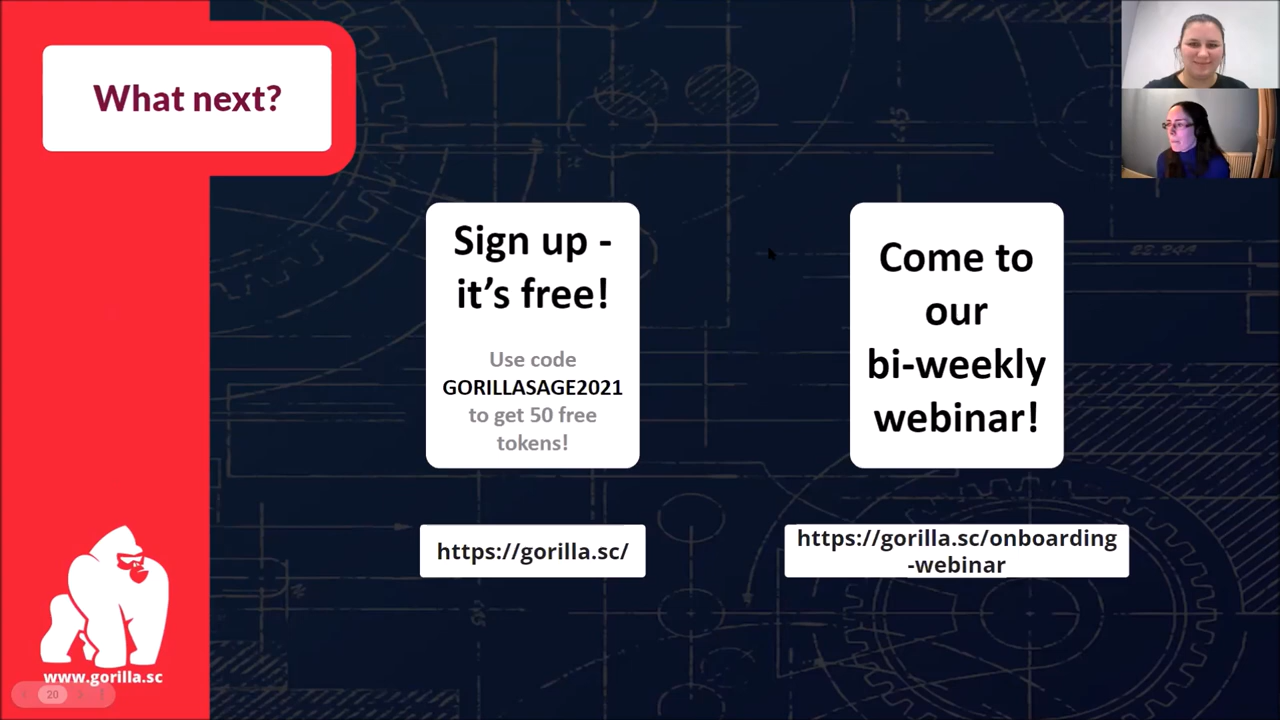 What next?
Sign up -
it’s free!
Use code
GORILLASAGE2021
to get 50 free
tokens!
Come to
our
bi-weekly
webinar!
https://gorilla.sc/
https://gorilla.sc/onboarding
-webinar
www.gorilla.sc
20